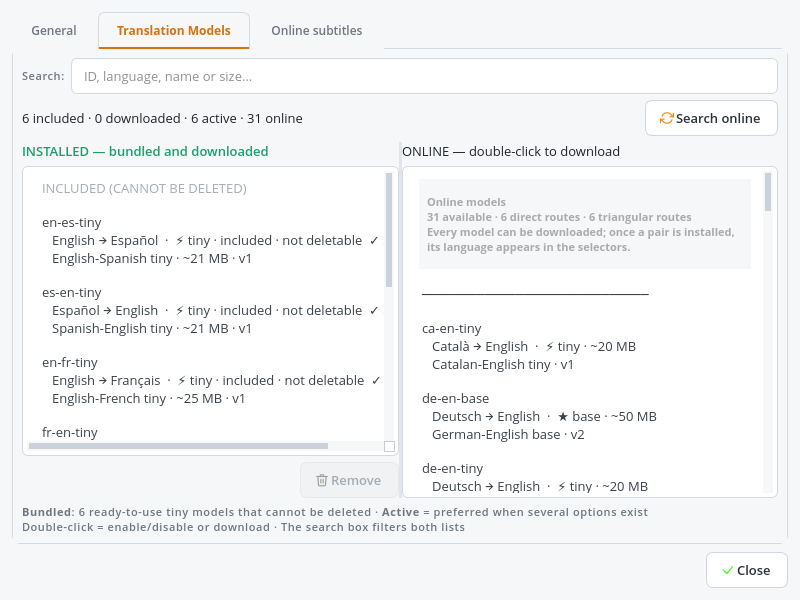 General
Translation Models
Online subtitles
Search:
ID, language, name or size...
6 included · 0 downloaded · 6 active · 31 online
Search online
INSTALLED — bundled and downloaded
INCLUDED (CANNOT BE DELETED)
en-es-tiny
English → Español · ⚡ tiny · included · not deletable ✓
English-Spanish tiny · ~21 MB · v1
es-en-tiny
Español → English · ⚡ tiny · included · not deletable ✓
Spanish-English tiny · ~21 MB · v1
en-fr-tiny
English → Français · ⚡ tiny · included · not deletable ✓
English-French tiny · ~25 MB · v1
fr-en-tiny
Remove
ONLINE — double-click to download
Online models
31 available · 6 direct routes · 6 triangular routes
Every model can be downloaded; once a pair is installed,
its language appears in the selectors.
ca-en-tiny
Català → English · ⚡ tiny · ~20 MB
Catalan-English tiny · v1
de-en-base
Deutsch → English · ★ base · ~50 MB
German-English base · v2
de-en-tiny
Deutsch → English · ⚡ tiny · ~20 MB
Bundled: 6 ready-to-use tiny models that cannot be deleted · Active = preferred when several options exist
Double-click = enable/disable or download · The search box filters both lists
Close